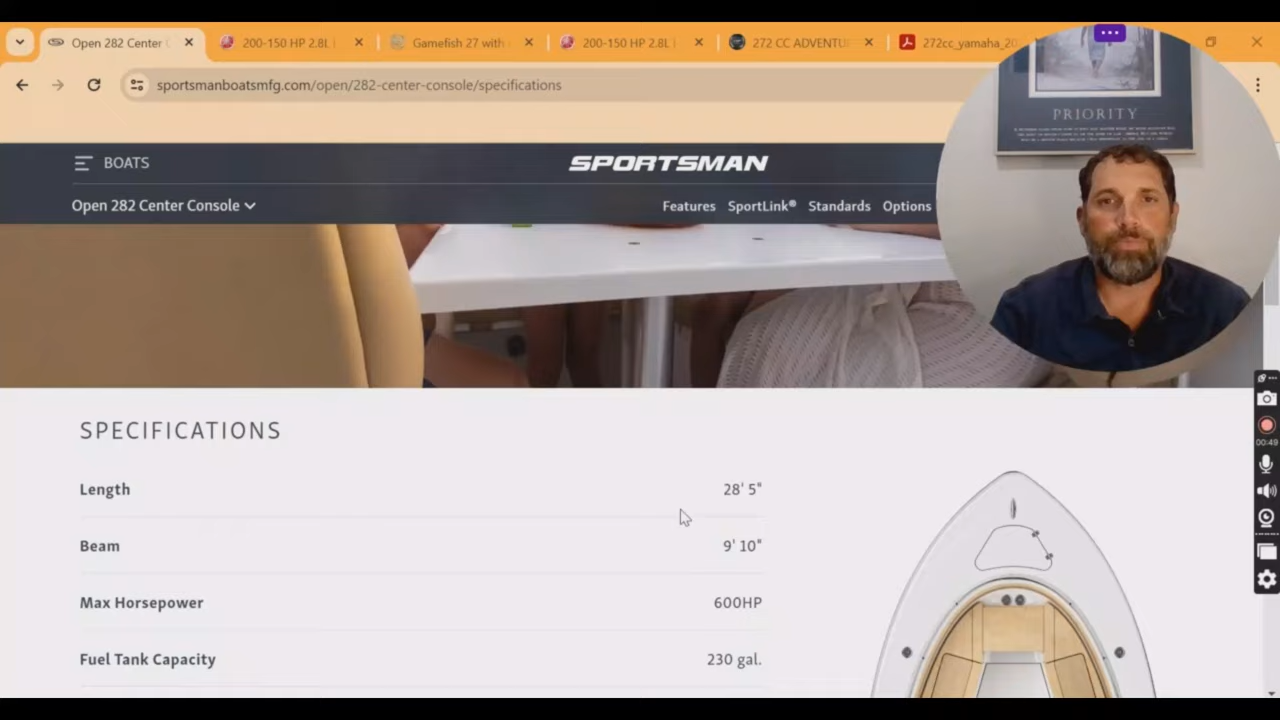 Open 282 Center
200-150 HP 2.8L
Gamefish 27 with
200-150 HP 2.8L
272 CC ADVENTU
272cc_yamaha_20
sportsmanboatsmfg.com/open/282-center-console/specifications
PRIORITY
BOATS
SPORTSMAN
Open 282 Center Console
Features SportLink® Standards Options
00:49
SPECIFICATIONS
Length 28' 5"
Beam 9' 10"
Max Horsepower 600HP
Fuel Tank Capacity 230 gal.